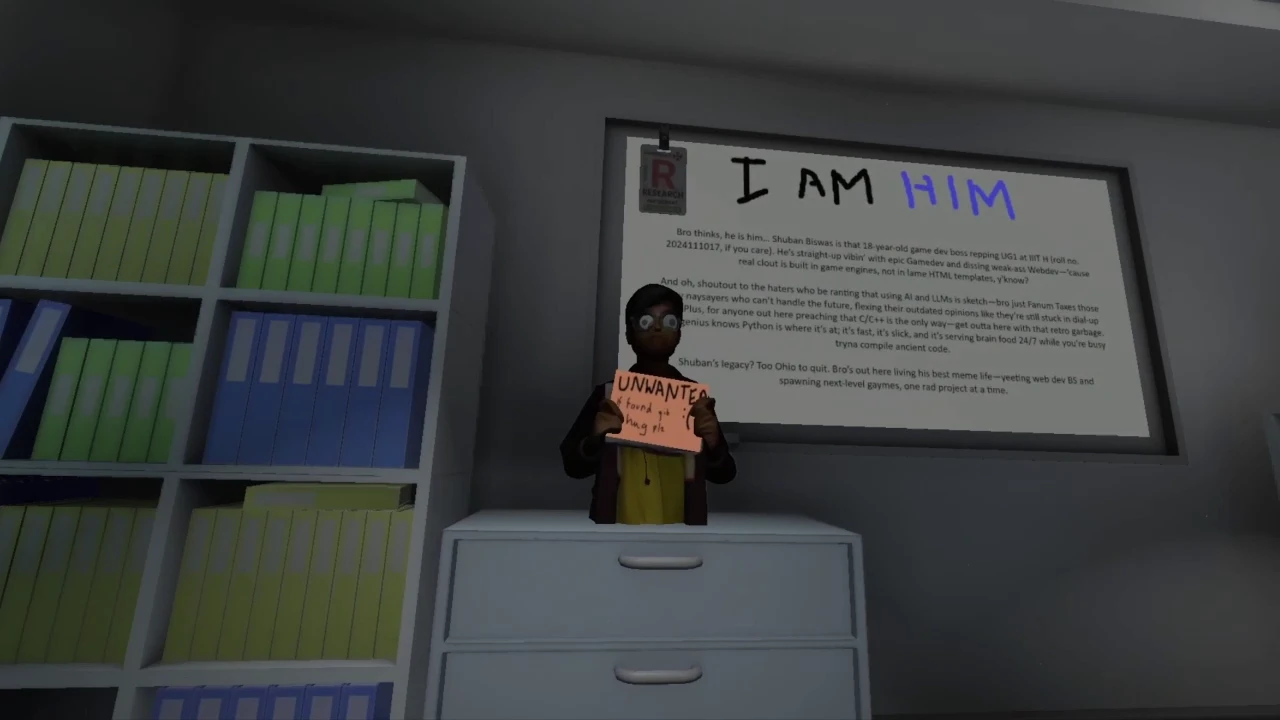 R
RESEARCH
I AM HIM
Bro thinks, he is him... Shuban Biswas is that 18-year-old game dev boss repping UG1 at IIIT H (roll no.
2024111017, if you care). He's straight-up vibin' with epic Gamedev and dissing weak-ass Webdev—'cause
real clout is built in game engines, not in lame HTML templates, y'know?
And oh, shoutout to the haters who be ranting that using AI and LLMs is sketch—bro just Fanum Taxes those
naysayers who can't handle the future, flexing their outdated opinions like they're still stuck in dial-up
Plus, for anyone out here preaching that C/C++ is the only way—get outta here with that retro garbage.
genius knows Python is where it's at; it's fast, it's slick, and it's serving brain food 24/7 while you're busy
tryna compile ancient code.
Shuban's legacy? Too Ohio to quit. Bro's out here living his best meme life—yeeting web dev BS and
spawning next-level gaymes, one rad project at a time.
UNWANTED :(
if found giv
hug plz